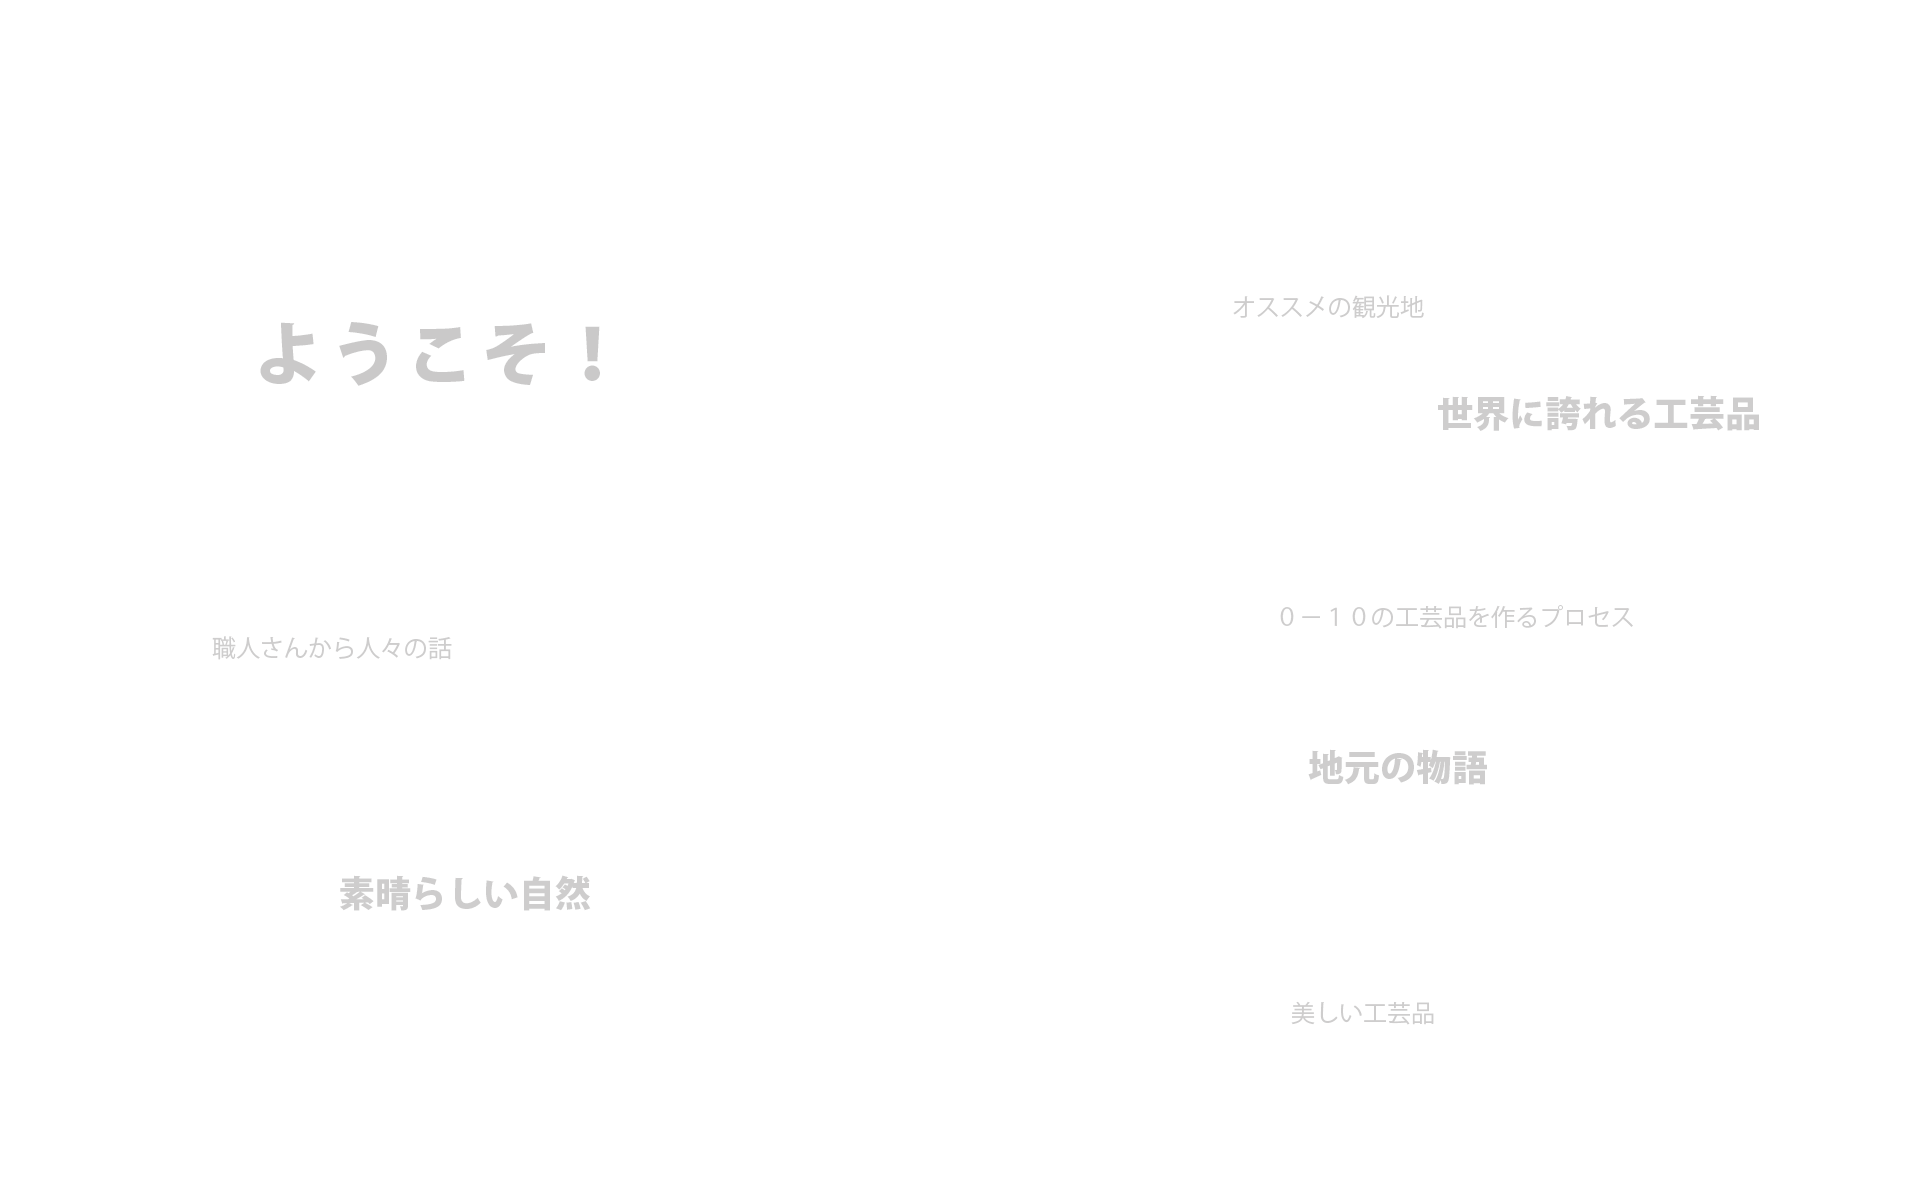 ようこそ！
オススメの観光地
世界に誇れる工芸品
０－１０の工芸品を作るプロセス
職人さんから人々の話
地元の物語
素晴らしい自然
美しい工芸品